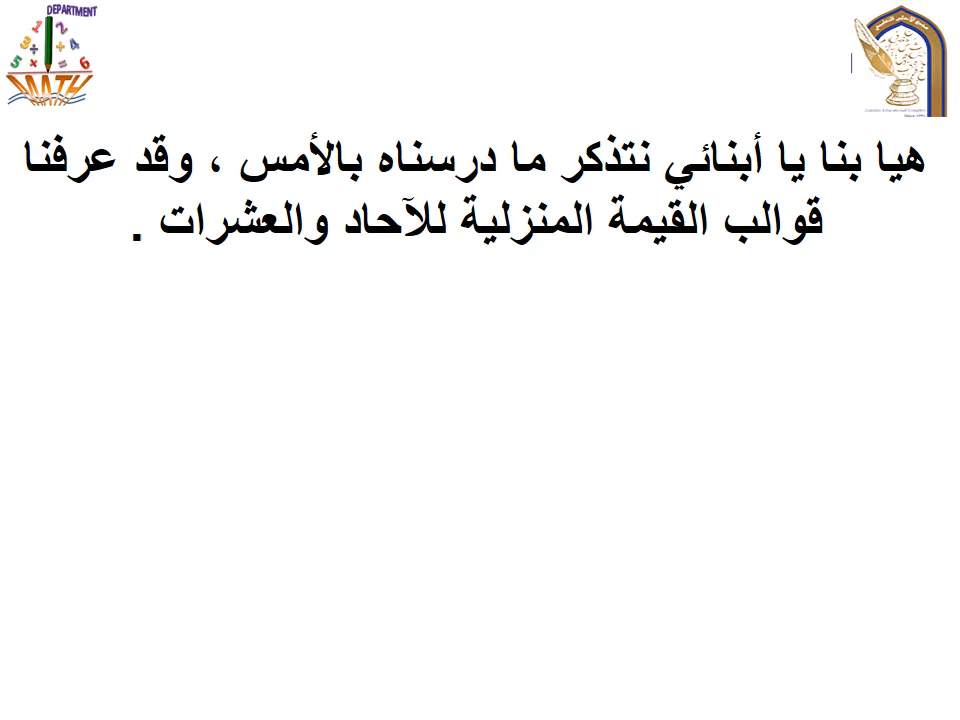 DEPARTMENT
MATH
هيا بنا يا أبنائي نتذكر ما درسناه بالأمس ، وقد عرفنا
قوالب القيمة المنزلية للآحاد والعشرات .